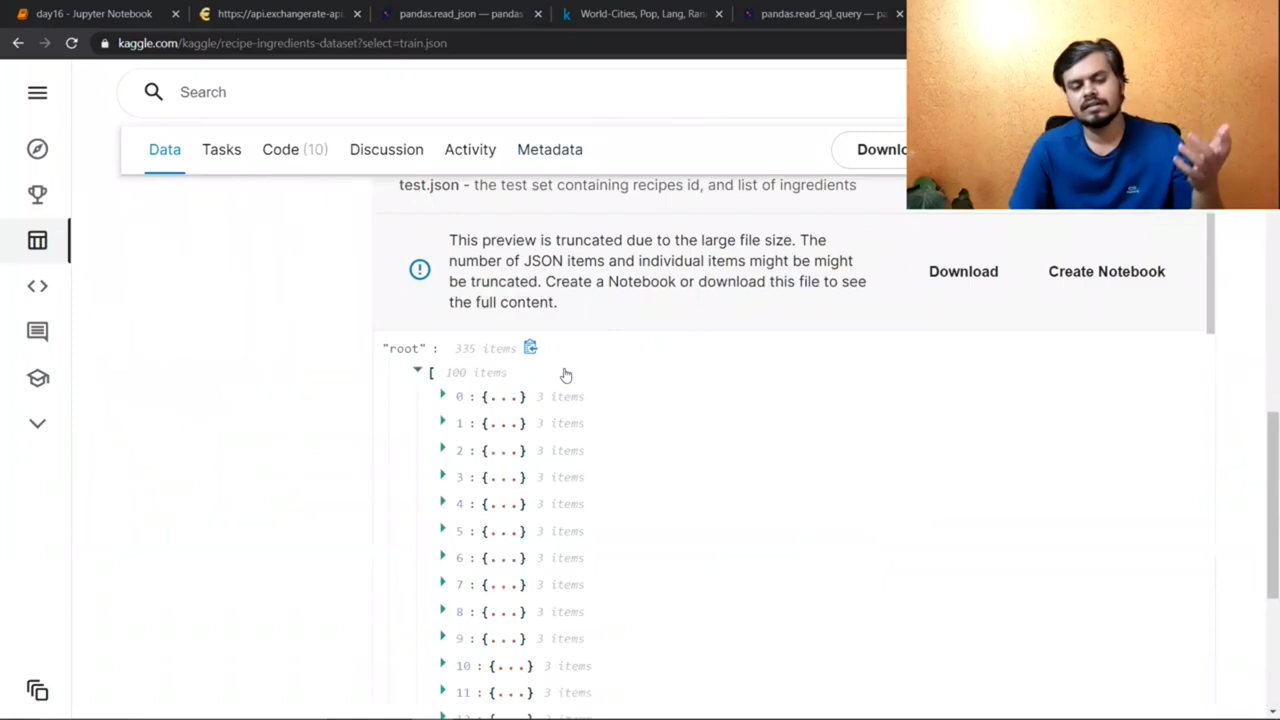 day16 - Jupyter Notebook
https://api.exchangerate-api.
pandas.read_json — pandas
World-Cities, Pop, Lang, Ran
pandas.read_sql_query — pa
kaggle.com/kaggle/recipe-ingredients-dataset?select=train.json
Search
Data Tasks Code (10) Discussion Activity Metadata
Downlo
test.json - the test set containing recipes id, and list of ingredients
This preview is truncated due to the large file size. The
number of JSON items and individual items might be might
be truncated. Create a Notebook or download this file to see
the full content.
Download
Create Notebook
"root" : 335 items
[ 100 items
0 : {...} 3 items
1 : {...} 3 items
2 : {...} 3 items
3 : {...} 3 items
4 : {...} 3 items
5 : {...} 3 items
6 : {...} 3 items
7 : {...} 3 items
8 : {...} 3 items
9 : {...} 3 items
10 : {...} 3 items
11 : {...} 3 items